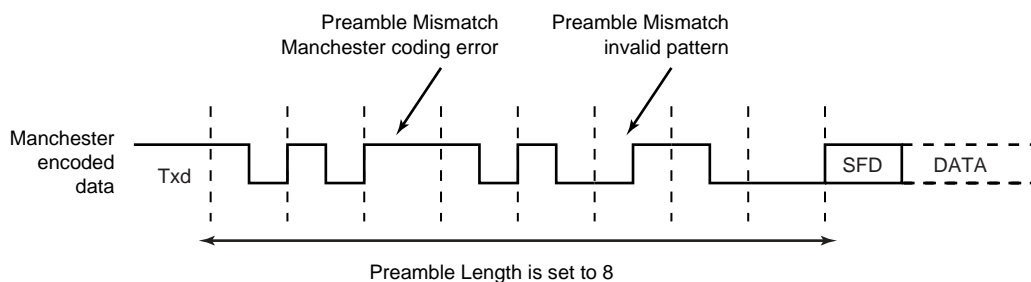 Preamble Mismatch
Manchester coding error
Preamble Mismatch
invalid pattern
Manchester
encoded
data
Txd
SFD
DATA
Preamble Length is set to 8